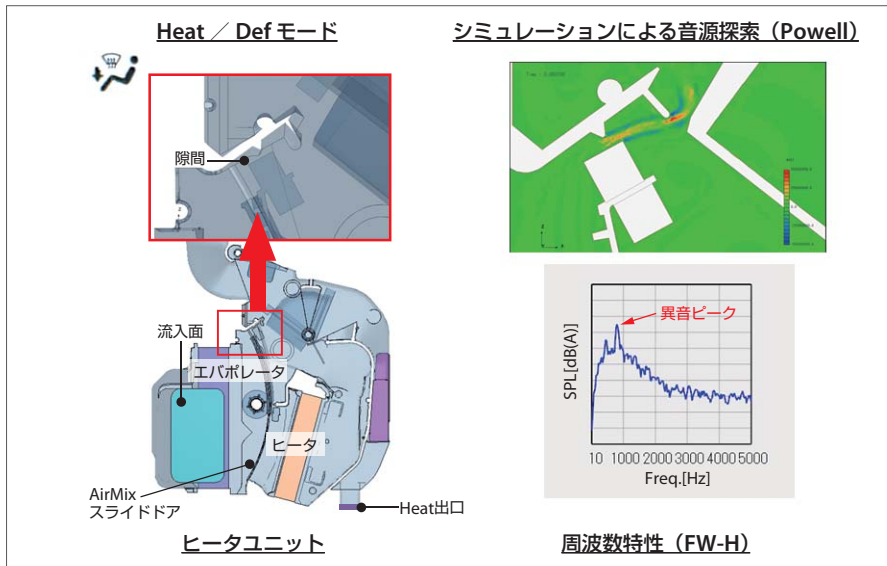 Heat ／ Def モード
シミュレーションによる音源探索（Powell）
隙間
流入面
エバポレータ
ヒータ
AirMix
スライドドア
Heat出口
ヒータユニット
異音ピーク
SPL[dB(A)]
10 1000 2000 3000 4000 5000
Freq.[Hz]
周波数特性（FW-H）